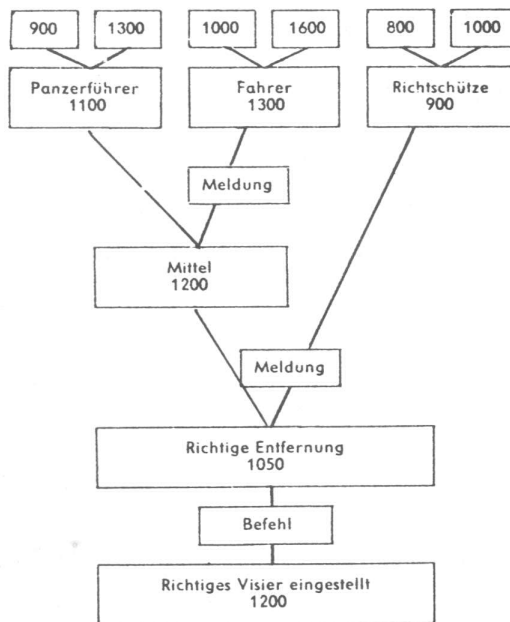 900 1300 1000 1600 800 1000
Panzerführer
1100
Fahrer
1300
Richtschütze
900
Meldung
Mittel
1200
Meldung
Richtige Entfernung
1050
Befehl
Richtiges Visier eingestellt
1200